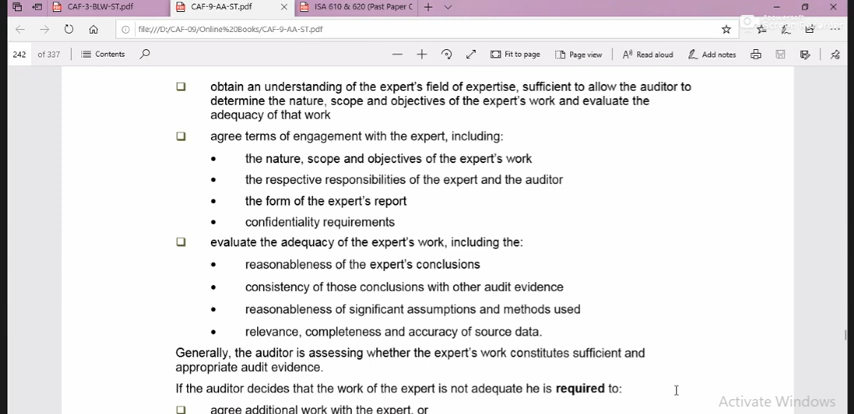 CAF-3-BLW-ST.pdf
CAF-9-AA-ST.pdf
ISA 610 & 620 (Past Paper C
file:///D:/CAF-09/Online%20Books/CAF-9-AA-ST.pdf
242 of 337
Contents
Fit to page
Page view
Read aloud
Add notes
obtain an understanding of the expert's field of expertise, sufficient to allow the auditor to
determine the nature, scope and objectives of the expert's work and evaluate the
adequacy of that work
agree terms of engagement with the expert, including:
• the nature, scope and objectives of the expert's work
• the respective responsibilities of the expert and the auditor
• the form of the expert's report
• confidentiality requirements
evaluate the adequacy of the expert's work, including the:
• reasonableness of the expert's conclusions
• consistency of those conclusions with other audit evidence
• reasonableness of significant assumptions and methods used
• relevance, completeness and accuracy of source data.
Generally, the auditor is assessing whether the expert's work constitutes sufficient and
appropriate audit evidence.
If the auditor decides that the work of the expert is not adequate he is required to:
agree additional work with the expert, or
Activate Windows